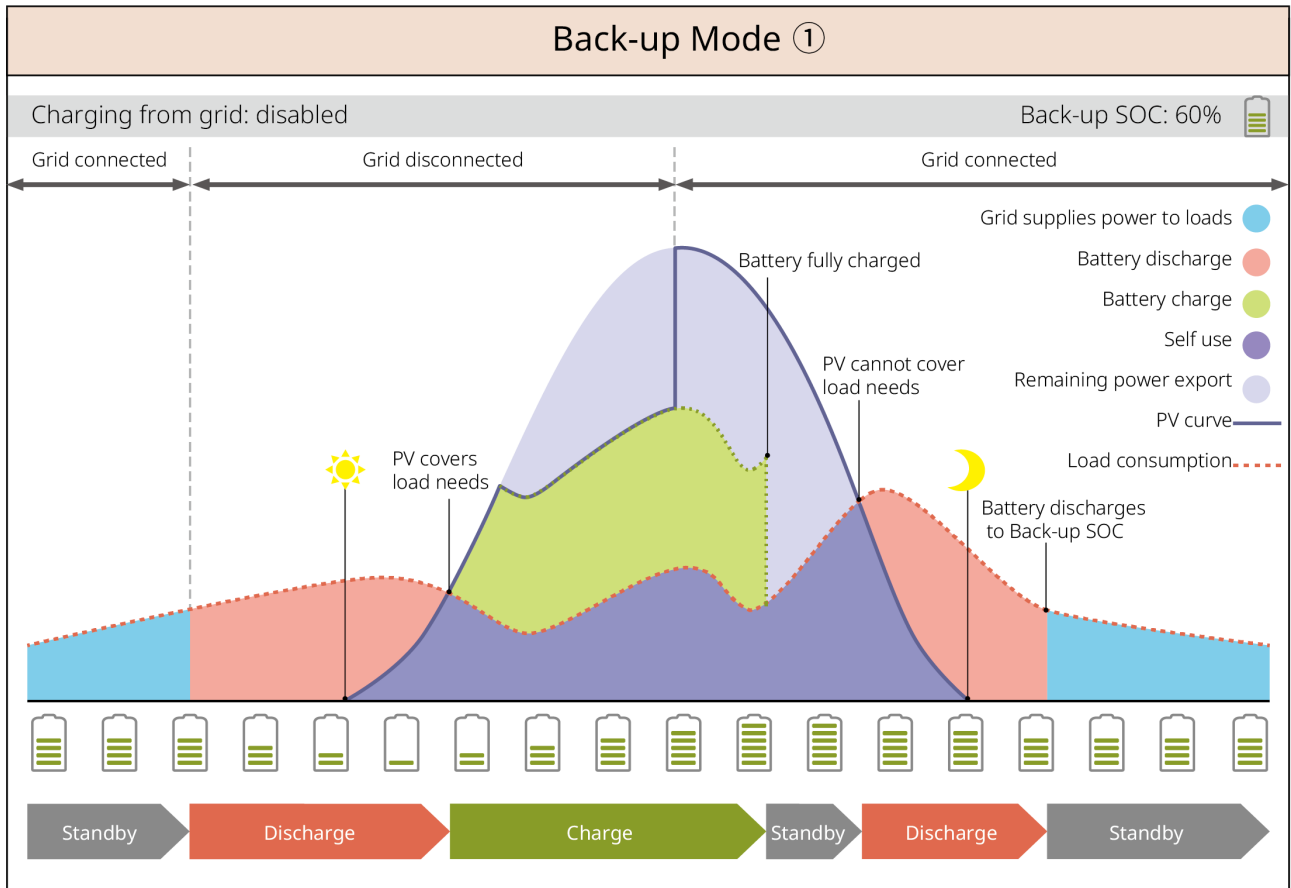 Back-up Mode ①
Charging from grid: disabled
Back-up SOC: 60%
Grid connected
Grid disconnected
Grid connected
Grid supplies power to loads
Battery discharge
Battery charge
Self use
Remaining power export
PV curve
Load consumption
Battery fully charged
PV cannot cover
load needs
PV covers
load needs
Battery discharges
to Back-up SOC
Standby
Discharge
Charge
Standby
Discharge
Standby